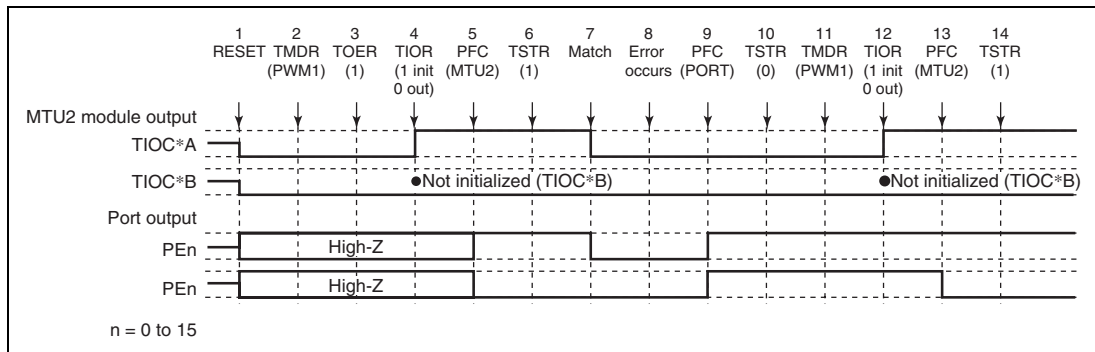 1 2 3 4 5 6 7 8 9 10 11 12 13 14
RESET TMDR TOER TIOR PFC TSTR Match Error PFC TSTR TMDR TIOR PFC TSTR
(PWM1) (1) (1 init (MTU2) (1) occurs (PORT) (0) (PWM1) (1 init (MTU2) (1)
0 out) 0 out)
MTU2 module output
TIOC*A
TIOC*B ●Not initialized (TIOC*B) ●Not initialized (TIOC*B)
Port output
PEn High-Z
PEn High-Z
n = 0 to 15